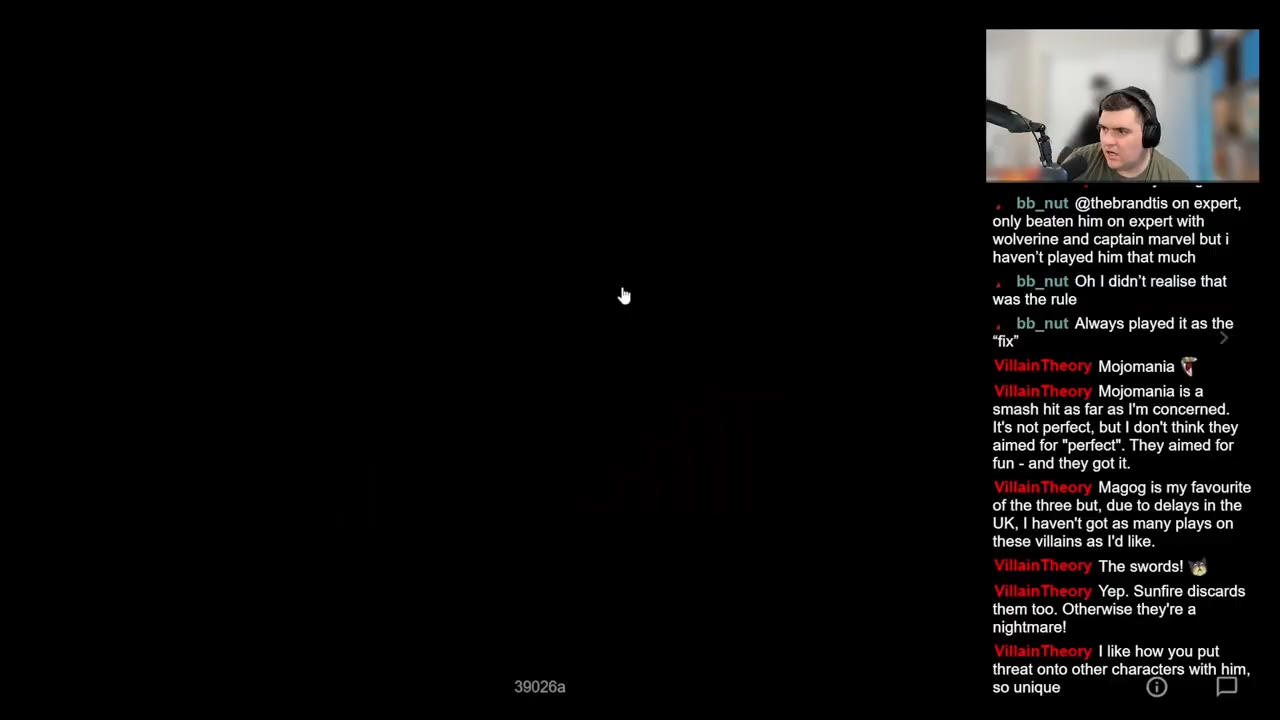 bb_nut @thebrandtis on expert,
only beaten him on expert with
wolverine and captain marvel but i
haven’t played him that much
bb_nut Oh I didn’t realise that
was the rule
bb_nut Always played it as the
“fix”
VillainTheory Mojomania
VillainTheory Mojomania is a
smash hit as far as I'm concerned.
It's not perfect, but I don't think they
aimed for "perfect". They aimed for
fun - and they got it.
VillainTheory Magog is my favourite
of the three but, due to delays in the
UK, I haven't got as many plays on
these villains as I'd like.
VillainTheory The swords!
VillainTheory Yep. Sunfire discards
them too. Otherwise they're a
nightmare!
VillainTheory I like how you put
threat onto other characters with him,
so unique
39026a